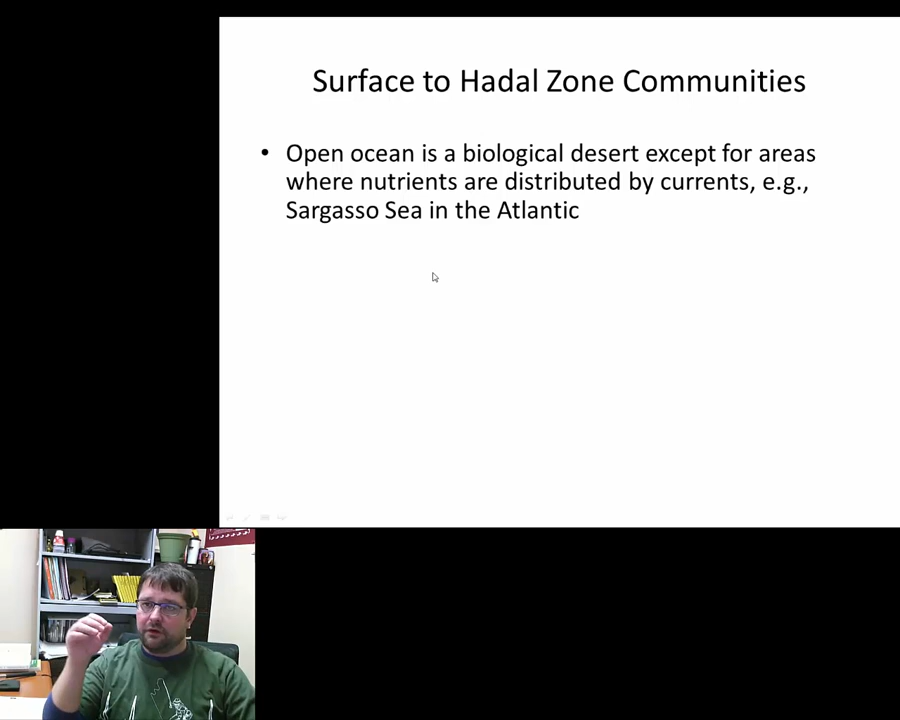 Surface to Hadal Zone Communities
• Open ocean is a biological desert except for areas
where nutrients are distributed by currents, e.g.,
Sargasso Sea in the Atlantic